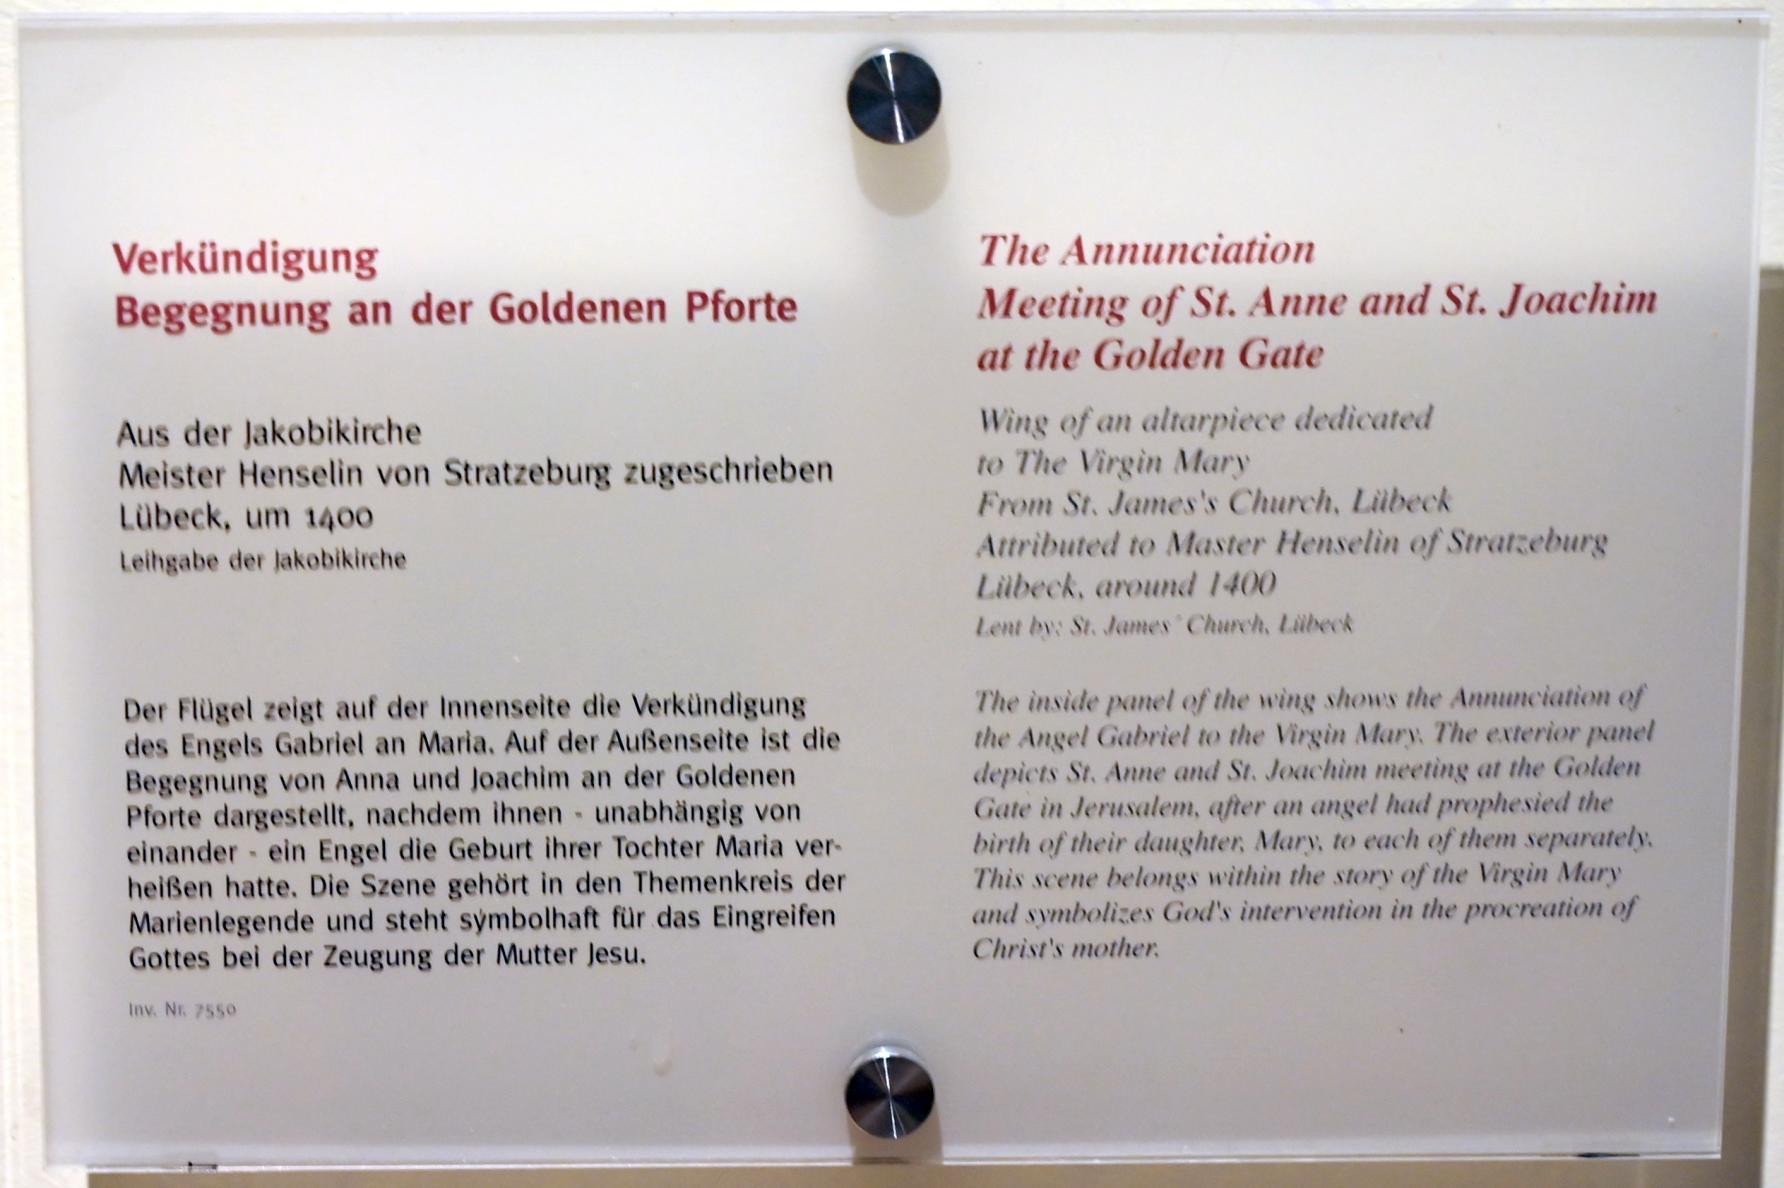 Verkündigung
Begegnung an der Goldenen Pforte
Aus der Jakobikirche
Meister Henselin von Stratzeburg zugeschrieben
Lübeck, um 1400
Leihgabe der Jakobikirche
Der Flügel zeigt auf der Innenseite die Verkündigung
des Engels Gabriel an Maria. Auf der Außenseite ist die
Begegnung von Anna und Joachim an der Goldenen
Pforte dargestellt, nachdem ihnen - unabhängig von
einander - ein Engel die Geburt ihrer Tochter Maria ver-
heißen hatte. Die Szene gehört in den Themenkreis der
Marienlegende und steht symbolhaft für das Eingreifen
Gottes bei der Zeugung der Mutter Jesu.
Inv. Nr. 7550
The Annunciation
Meeting of St. Anne and St. Joachim
at the Golden Gate
Wing of an altarpiece dedicated
to The Virgin Mary
From St. James's Church, Lübeck
Attributed to Master Henselin of Stratzeburg
Lübeck, around 1400
Lent by: St. James´ Church, Lübeck
The inside panel of the wing shows the Annunciation of
the Angel Gabriel to the Virgin Mary. The exterior panel
depicts St. Anne and St. Joachim meeting at the Golden
Gate in Jerusalem, after an angel had prophesied the
birth of their daughter, Mary, to each of them separately.
This scene belongs within the story of the Virgin Mary
and symbolizes God's intervention in the procreation of
Christ's mother.